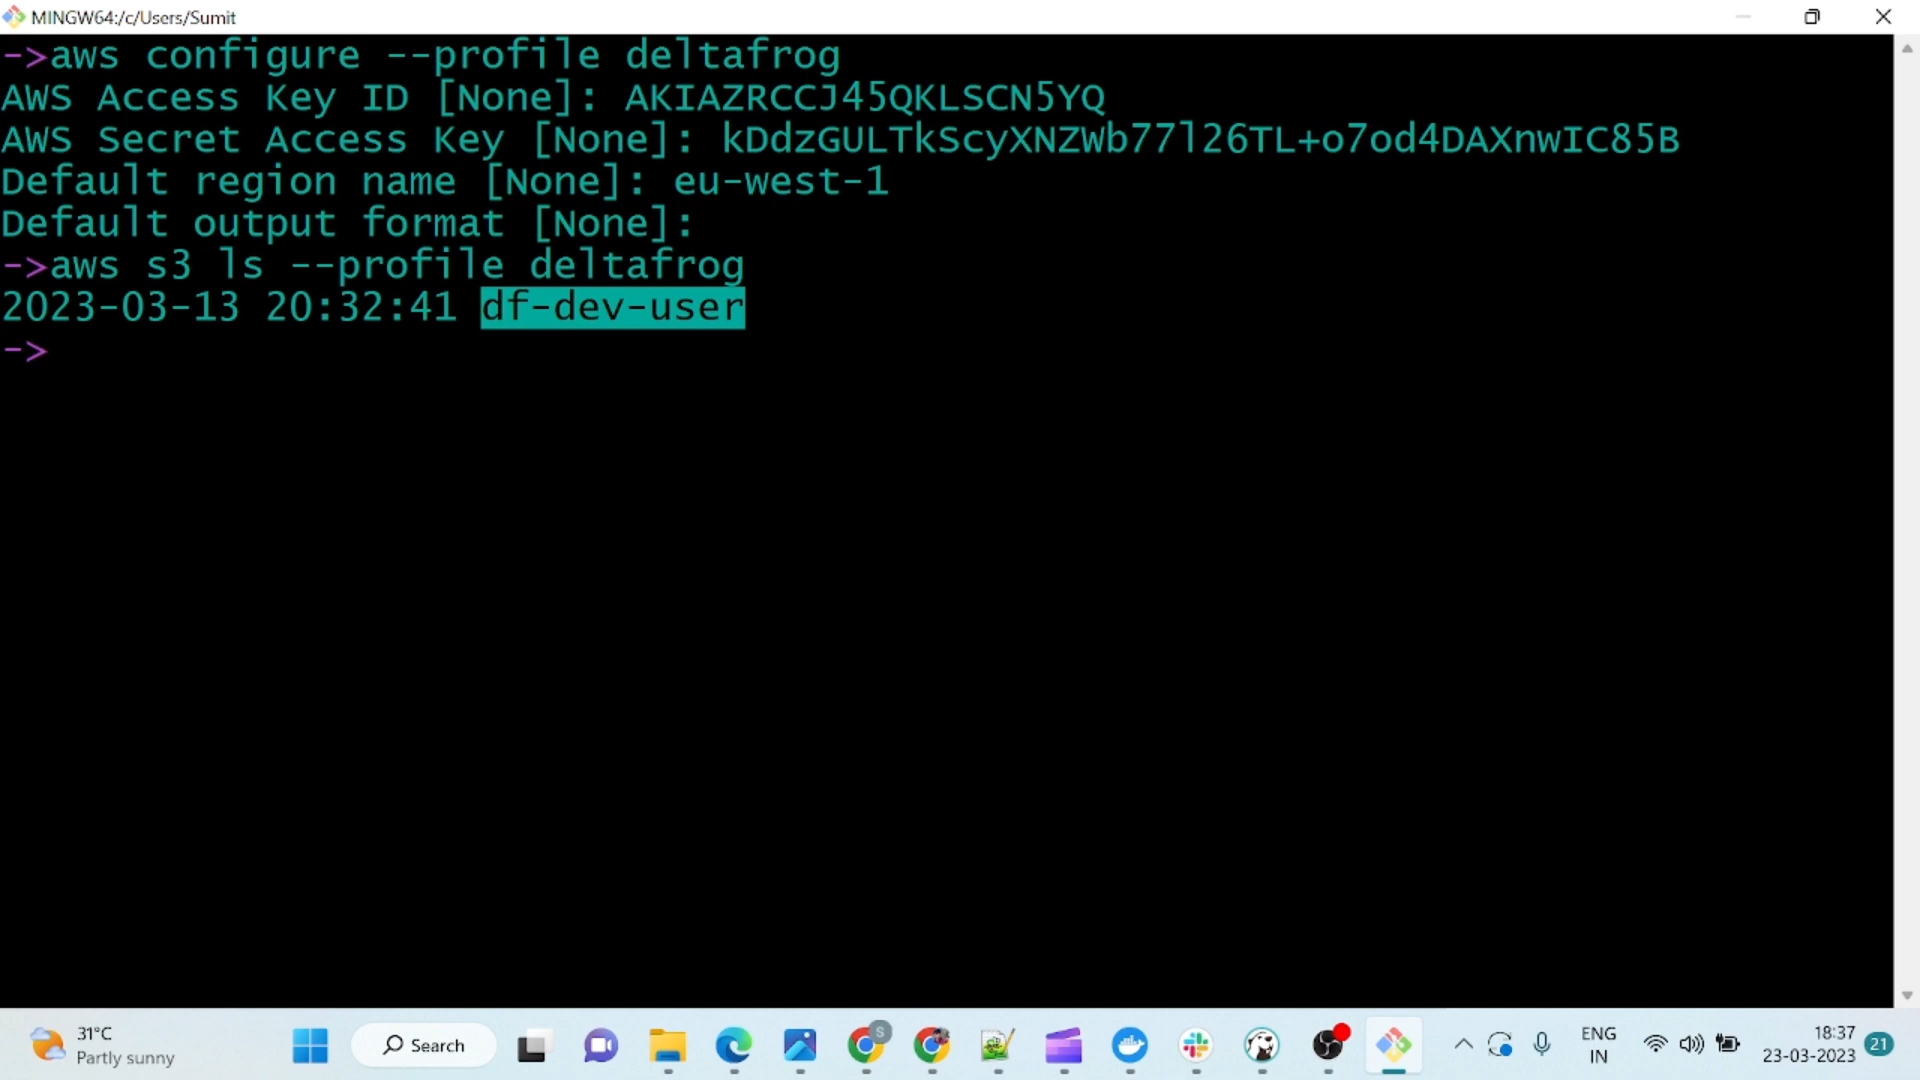 MINGW64:/c/Users/Sumit
->aws configure --profile deltafrog
AWS Access Key ID [None]: AKIAZRCCJ45QKLSCN5YQ
AWS Secret Access Key [None]: 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
Default region name [None]: eu-west-1
Default output format [None]:
->aws s3 ls --profile deltafrog
2023-03-13 20:32:41 df-dev-user
->
31°C
Partly sunny
Search
S
ENG
IN
18:37
23-03-2023
21